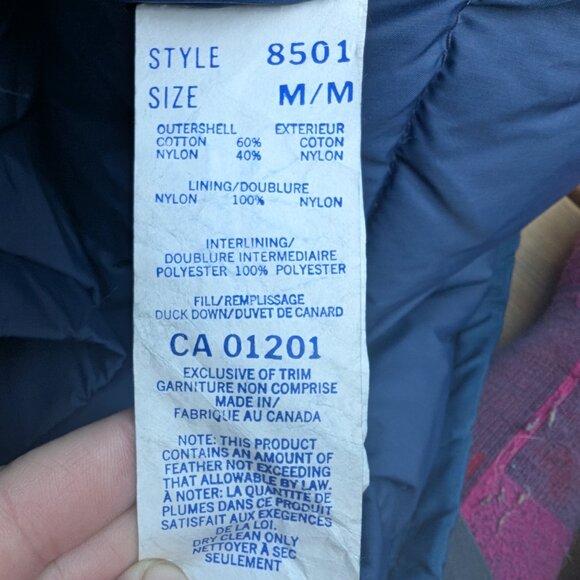 STYLE 8501
SIZE M/M
OUTERSHELL EXTERIEUR
COTTON 60% COTON
NYLON 40% NYLON
LINING/DOUBLURE
NYLON 100% NYLON
INTERLINING/
DOUBLURE INTERMEDIAIRE
POLYESTER 100% POLYESTER
FILL/REMPLISSAGE
DUCK DOWN/DUVET DE CANARD
CA 01201
EXCLUSIVE OF TRIM
GARNITURE NON COMPRISE
MADE IN/
FABRIQUE AU CANADA
NOTE: THIS PRODUCT
CONTAINS AN AMOUNT OF
FEATHER NOT EXCEEDING
THAT ALLOWABLE BY LAW.
À NOTER: LA QUANTITE DE
PLUMES DANS CE PRODUIT
SATISFAIT AUX EXEGENCES
DE LA LOI.
DRY CLEAN ONLY
NETTOYER À SEC
SEULEMENT